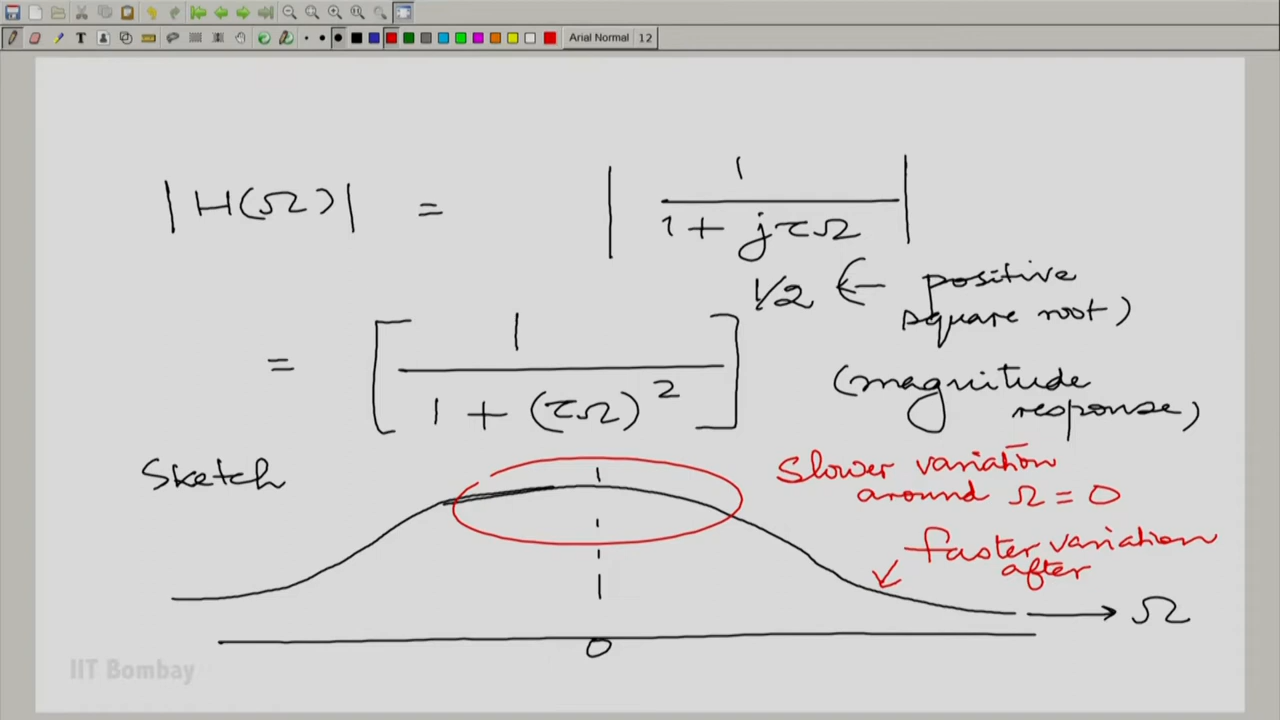 Arial Normal 12
|H(Ω)| = | 1 / (1 + jτΩ) |
= [ 1 / (1 + (τΩ)^2) ]^1/2 (← positive square root)
(magnitude
response)
Sketch
Slower variation
around Ω = 0
faster variation
after
Ω
0
IIT Bombay